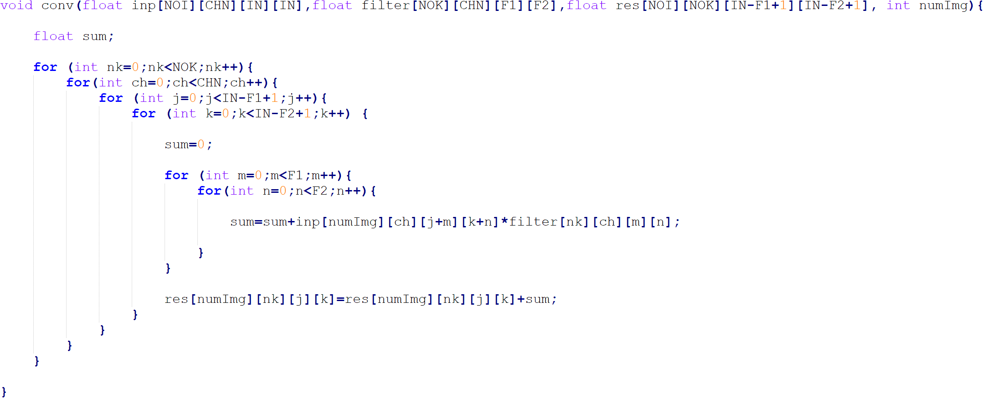 void conv(float inp[NOI][CHN][IN][IN],float filter[NOK][CHN][F1][F2],float res[NOI][NOK][IN-F1+1][IN-F2+1], int numImg){
float sum;
for (int nk=0;nk<NOK;nk++){
for(int ch=0;ch<CHN;ch++){
for (int j=0;j<IN-F1+1;j++){
for (int k=0;k<IN-F2+1;k++) {
sum=0;
for (int m=0;m<F1;m++){
for(int n=0;n<F2;n++){
sum=sum+inp[numImg][ch][j+m][k+n]*filter[nk][ch][m][n];
}
}
res[numImg][nk][j][k]=res[numImg][nk][j][k]+sum;
}
}
}
}
}